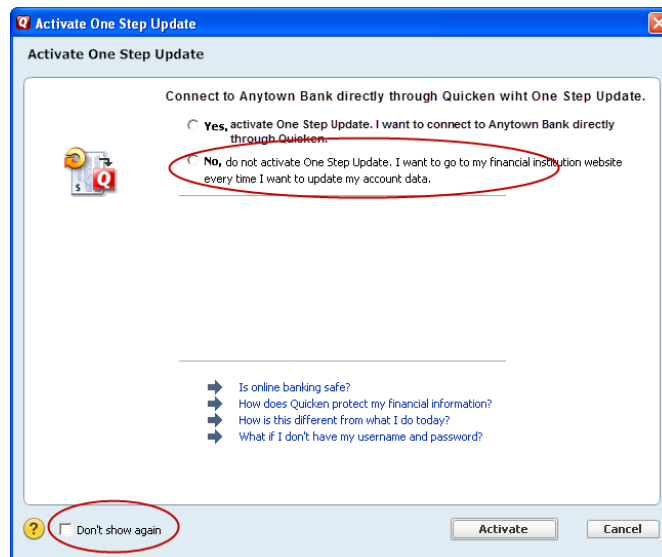 Activate One Step Update
Activate One Step Update
Connect to Anytown Bank directly through Quicken wiht One Step Update.
Yes, activate One Step Update. I want to connect to Anytown Bank directly
through Quicken.
No, do not activate One Step Update. I want to go to my financial institution website
every time I want to update my account data.
$ Q
Is online banking safe?
How does Quicken protect my financial information?
How is this different from what I do today?
What if I don't have my username and password?
? Don't show again Activate Cancel